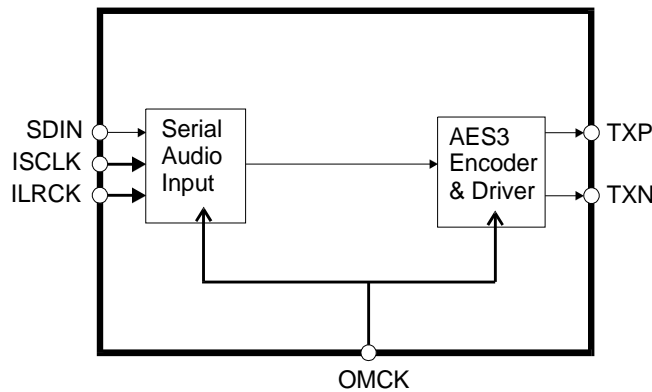 SDIN
ISCLK
ILRCK
Serial
Audio
Input
AES3
Encoder
& Driver
TXP
TXN
OMCK